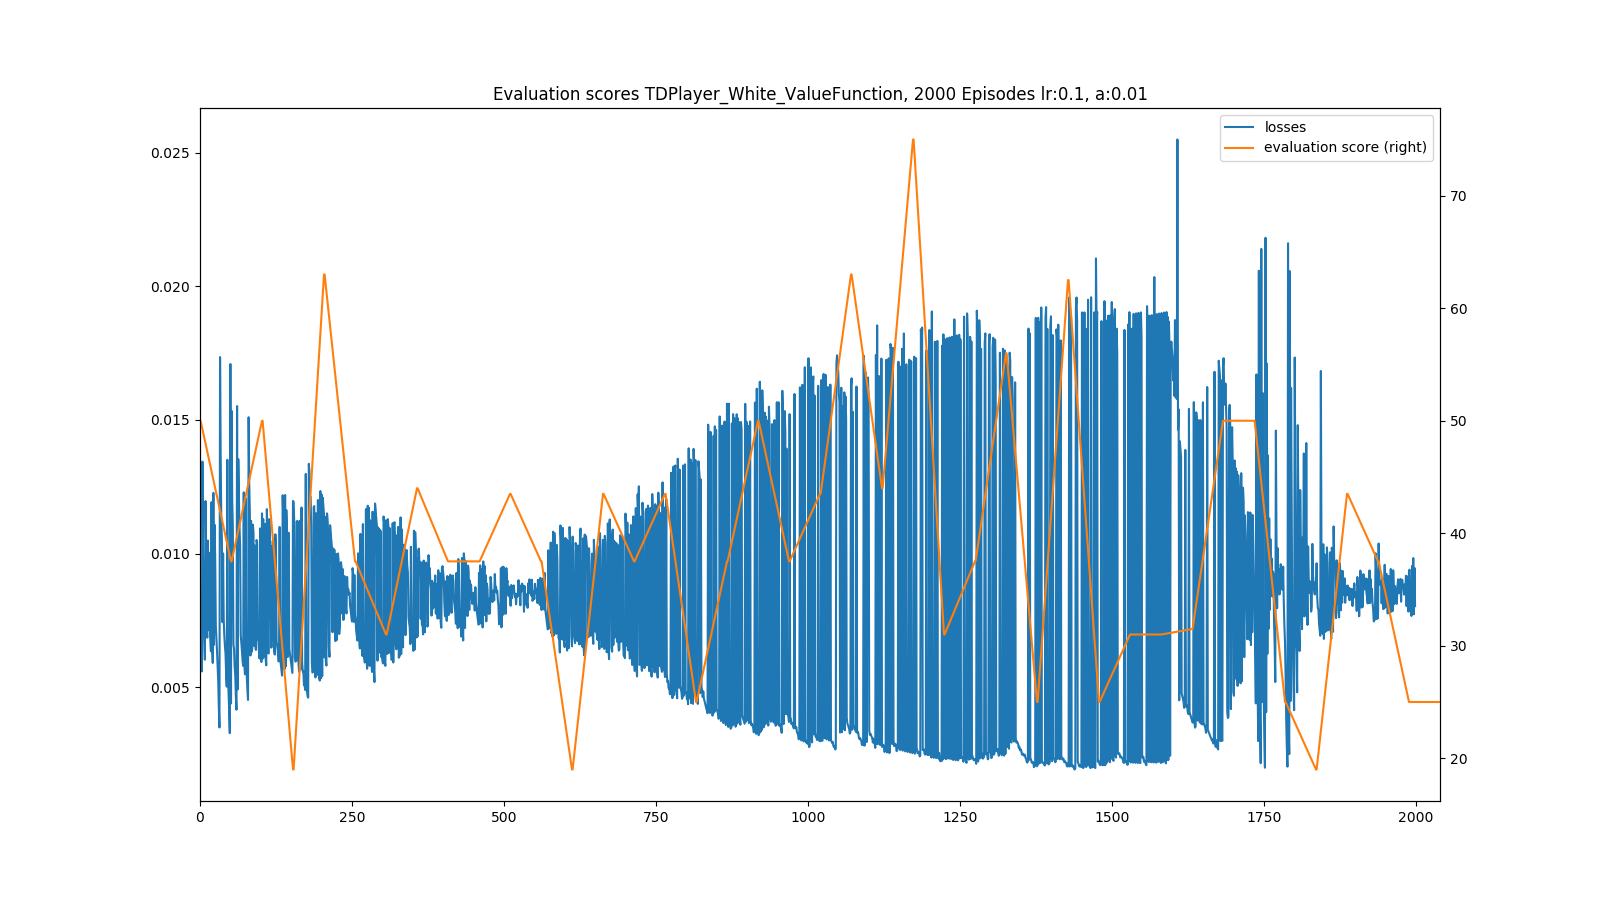 Evaluation scores TDPlayer_White_ValueFunction, 2000 Episodes lr:0.1, a:0.01
losses
evaluation score (right)
0.025
0.020
0.015
0.010
0.005
70
60
50
40
30
20
0 250 500 750 1000 1250 1500 1750 2000